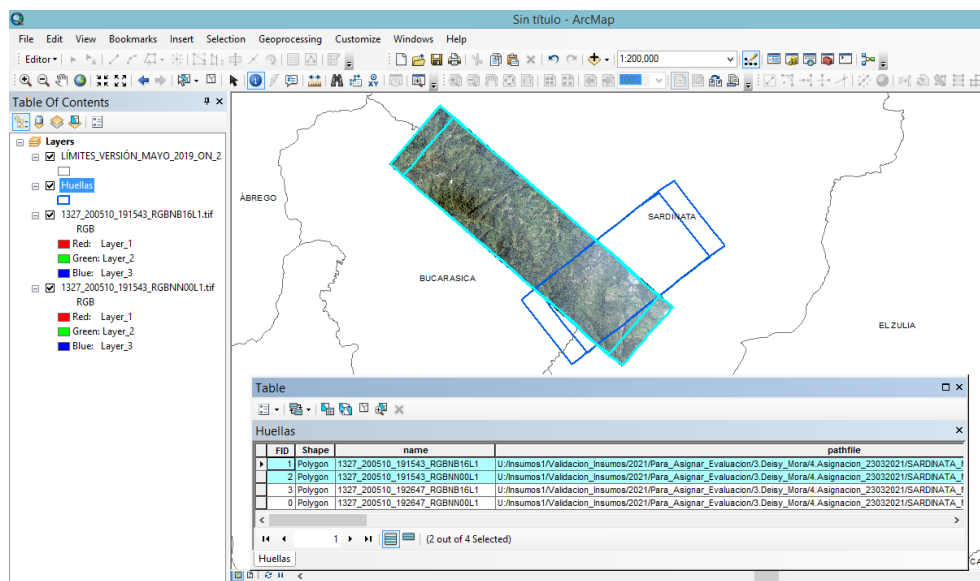 Sin título - ArcMap
File Edit View Bookmarks Insert Selection Geoprocessing Customize Windows Help
Editor
1:200,000
100%
Table Of Contents
Layers
LÍMITES_VERSIÓN_MAYO_2019_ON_2
Huellas
1327_200510_191543_RGBNB16L1.tif
RGB
Red: Layer_1
Green: Layer_2
Blue: Layer_3
1327_200510_191543_RGBNN00L1.tif
RGB
Red: Layer_1
Green: Layer_2
Blue: Layer_3
ÁBREGO
SARDINATA
BUCARASICA
EL ZULIA
Table
Huellas
FID Shape name pathfile
1 Polygon 1327_200510_191543_RGBNB16L1 U:/Insumos1/Validacion_Insumos/2021/Para_Asignar_Evaluacion/3.Deisy_Mora/4.Asignacion_23032021/SARDINATA_
2 Polygon 1327_200510_191543_RGBNN00L1 U:/Insumos1/Validacion_Insumos/2021/Para_Asignar_Evaluacion/3.Deisy_Mora/4.Asignacion_23032021/SARDINATA_
3 Polygon 1327_200510_192647_RGBNB16L1 U:/Insumos1/Validacion_Insumos/2021/Para_Asignar_Evaluacion/3.Deisy_Mora/4.Asignacion_23032021/SARDINATA_
0 Polygon 1327_200510_192647_RGBNN00L1 U:/Insumos1/Validacion_Insumos/2021/Para_Asignar_Evaluacion/3.Deisy_Mora/4.Asignacion_23032021/SARDINATA_
1 (2 out of 4 Selected)
Huellas